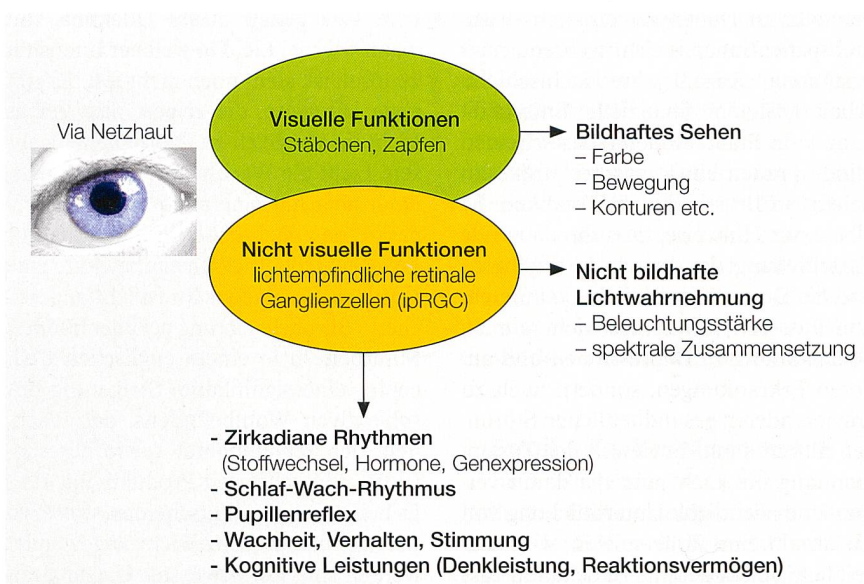 Via Netzhaut
Visuelle Funktionen
Stäbchen, Zapfen
Bildhaftes Sehen
– Farbe
– Bewegung
– Konturen etc.
Nicht visuelle Funktionen
lichtempfindliche retinale
Ganglienzellen (ipRGC)
Nicht bildhafte
Lichtwahrnehmung
– Beleuchtungsstärke
– spektrale Zusammensetzung
- Zirkadiane Rhythmen
(Stoffwechsel, Hormone, Genexpression)
- Schlaf-Wach-Rhythmus
- Pupillenreflex
- Wachheit, Verhalten, Stimmung
- Kognitive Leistungen (Denkleistung, Reaktionsvermögen)